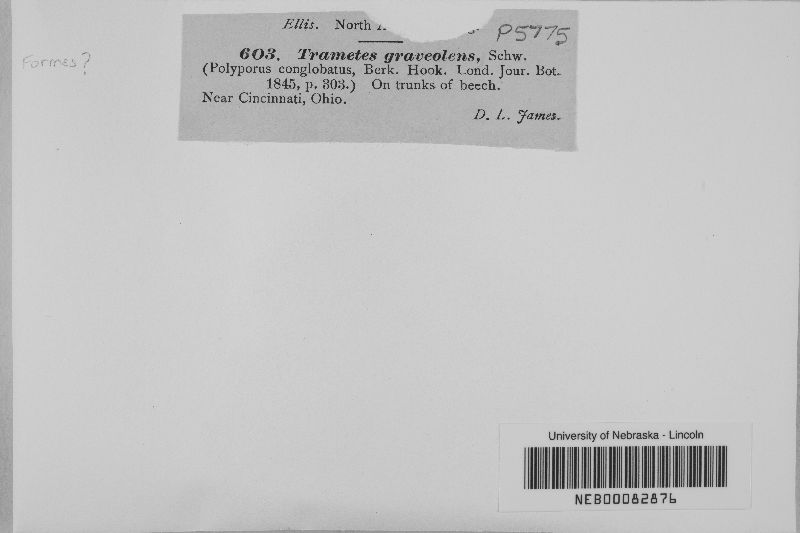 Ellis. North
P5775
Formes?
603. Trametes graveolens, Schw.
(Polyporus conglobatus, Berk. Hook. Lond. Jour. Bot.
1845, p. 303.) On trunks of beech.
Near Cincinnati, Ohio.
D. L. James.
University of Nebraska - Lincoln
NEB00082876